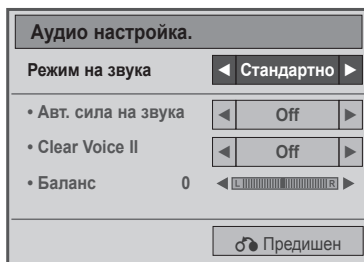 Аудио настройка.
Режим на звука ◄ Стандартно ►
• Авт. сила на звука ◄ Off ►
• Clear Voice II ◄ Off ►
• Баланс 0 ◄ L R ►
Предишен